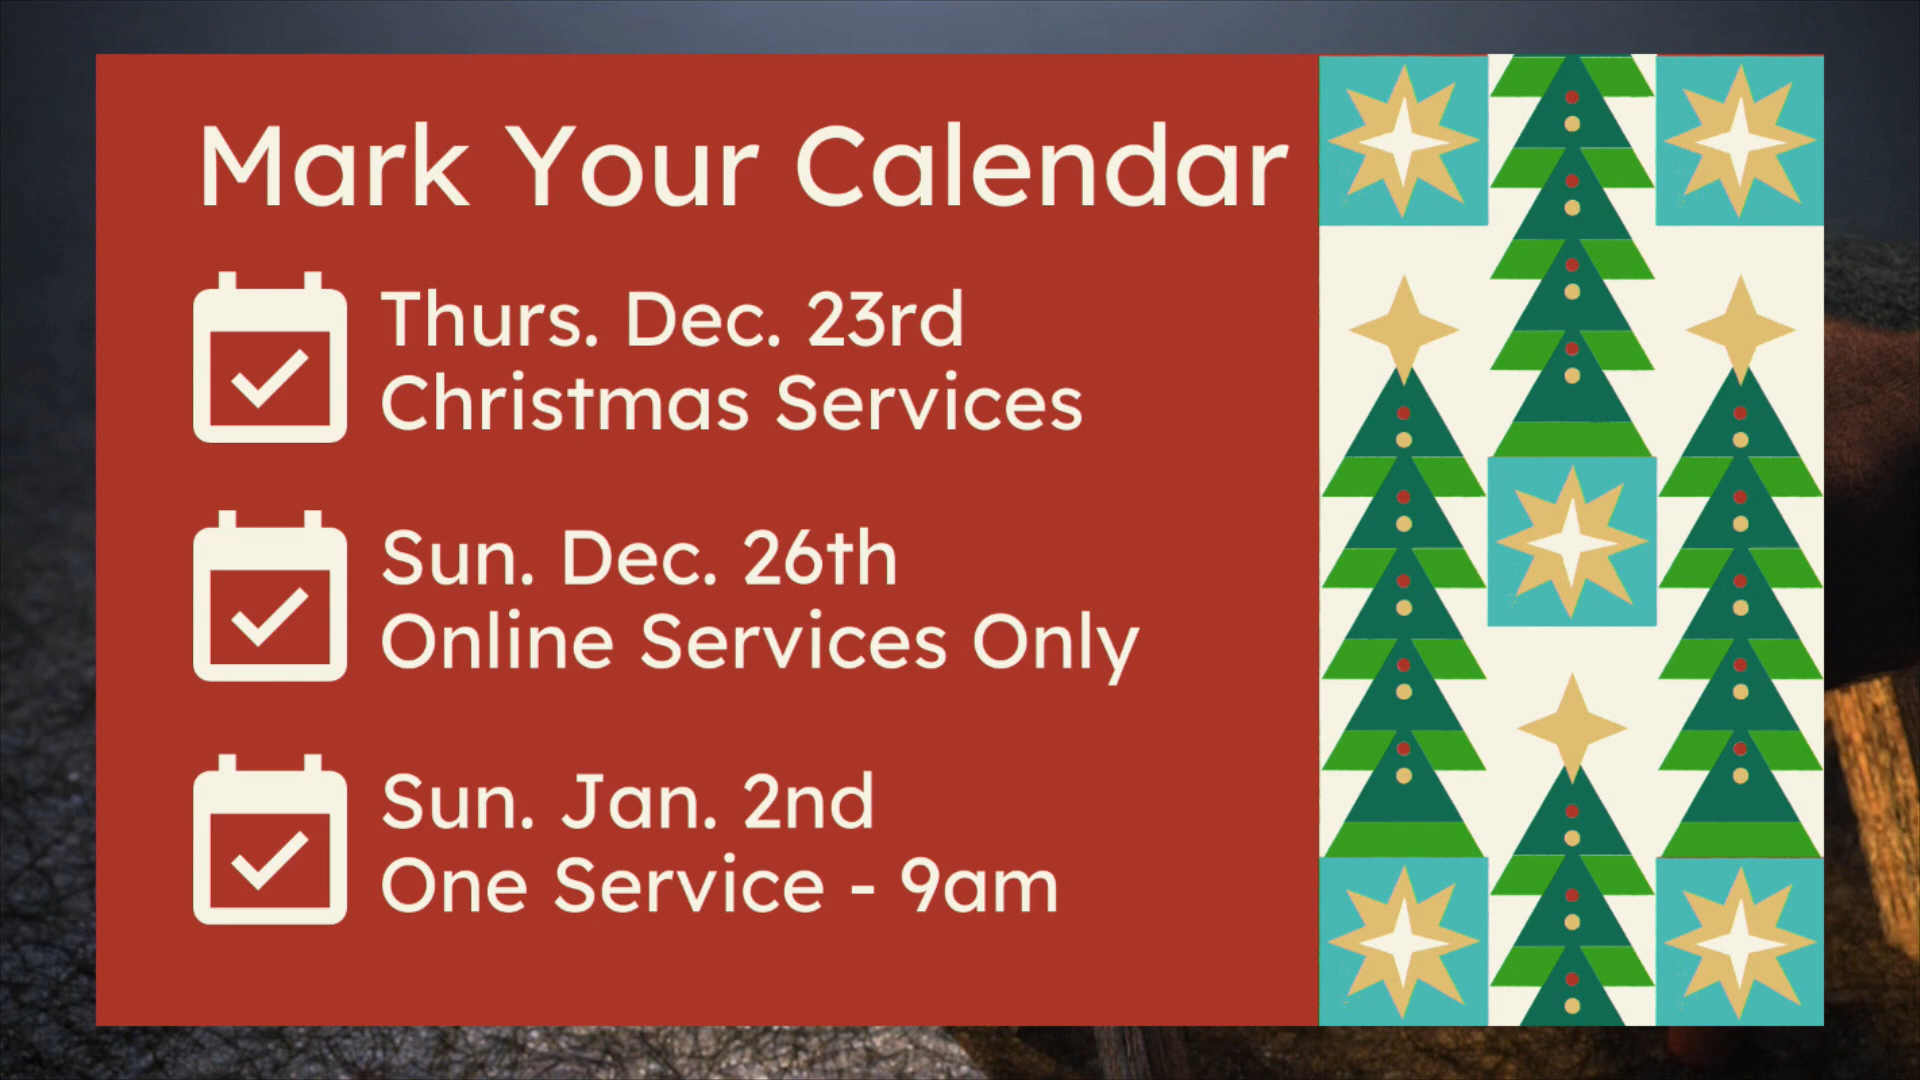 Mark Your Calendar
Thurs. Dec. 23rd
Christmas Services
Sun. Dec. 26th
Online Services Only
Sun. Jan. 2nd
One Service - 9am